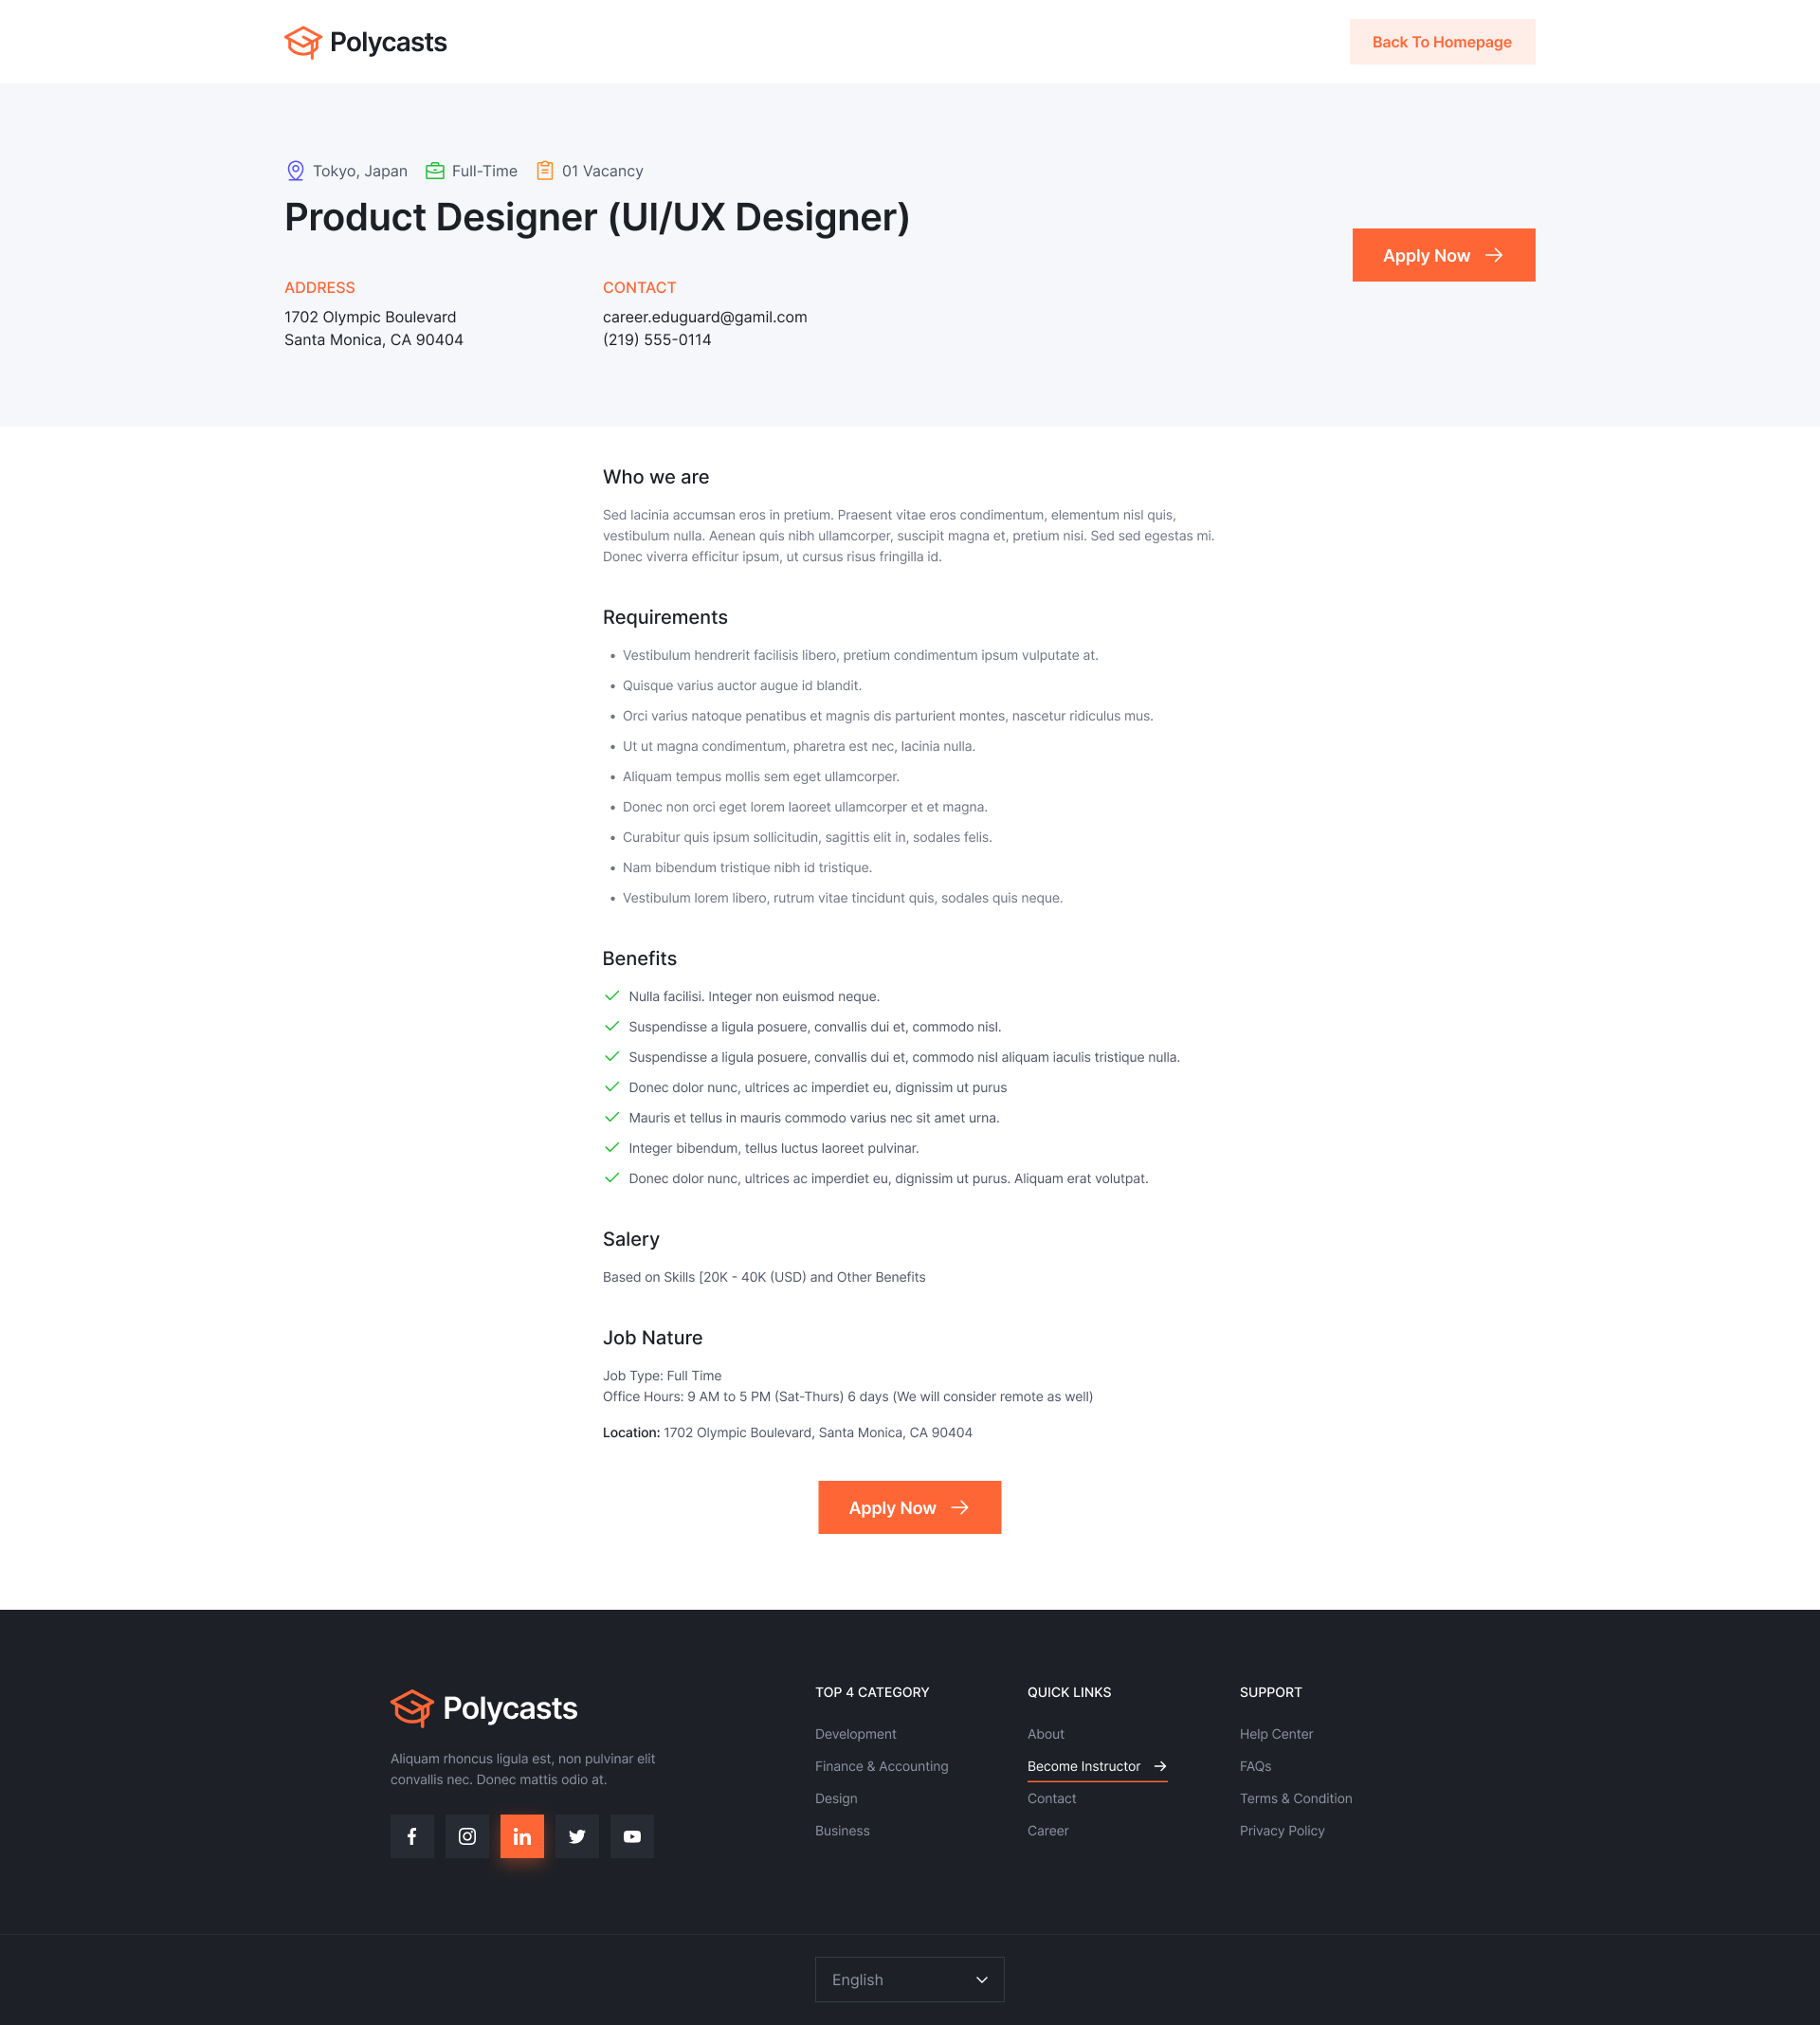 Polycasts
Back To Homepage
Tokyo, Japan
Full-Time
01 Vacancy
Product Designer (UI/UX Designer)
Apply Now
ADDRESS
1702 Olympic Boulevard
Santa Monica, CA 90404
CONTACT
career.eduguard@gamil.com
(219) 555-0114
Who we are
Sed lacinia accumsan eros in pretium. Praesent vitae eros condimentum, elementum nisl quis,
vestibulum nulla. Aenean quis nibh ullamcorper, suscipit magna et, pretium nisi. Sed sed egestas mi.
Donec viverra efficitur ipsum, ut cursus risus fringilla id.
Requirements
• Vestibulum hendrerit facilisis libero, pretium condimentum ipsum vulputate at.
• Quisque varius auctor augue id blandit.
• Orci varius natoque penatibus et magnis dis parturient montes, nascetur ridiculus mus.
• Ut ut magna condimentum, pharetra est nec, lacinia nulla.
• Aliquam tempus mollis sem eget ullamcorper.
• Donec non orci eget lorem laoreet ullamcorper et et magna.
• Curabitur quis ipsum sollicitudin, sagittis elit in, sodales felis.
• Nam bibendum tristique nibh id tristique.
• Vestibulum lorem libero, rutrum vitae tincidunt quis, sodales quis neque.
Benefits
Nulla facilisi. Integer non euismod neque.
Suspendisse a ligula posuere, convallis dui et, commodo nisl.
Suspendisse a ligula posuere, convallis dui et, commodo nisl aliquam iaculis tristique nulla.
Donec dolor nunc, ultrices ac imperdiet eu, dignissim ut purus
Mauris et tellus in mauris commodo varius nec sit amet urna.
Integer bibendum, tellus luctus laoreet pulvinar.
Donec dolor nunc, ultrices ac imperdiet eu, dignissim ut purus. Aliquam erat volutpat.
Salery
Based on Skills [20K - 40K (USD) and Other Benefits
Job Nature
Job Type: Full Time
Office Hours: 9 AM to 5 PM (Sat-Thurs) 6 days (We will consider remote as well)
Location: 1702 Olympic Boulevard, Santa Monica, CA 90404
Apply Now
Polycasts
Aliquam rhoncus ligula est, non pulvinar elit
convallis nec. Donec mattis odio at.
TOP 4 CATEGORY
Development
Finance & Accounting
Design
Business
QUICK LINKS
About
Become Instructor
Contact
Career
SUPPORT
Help Center
FAQs
Terms & Condition
Privacy Policy
English